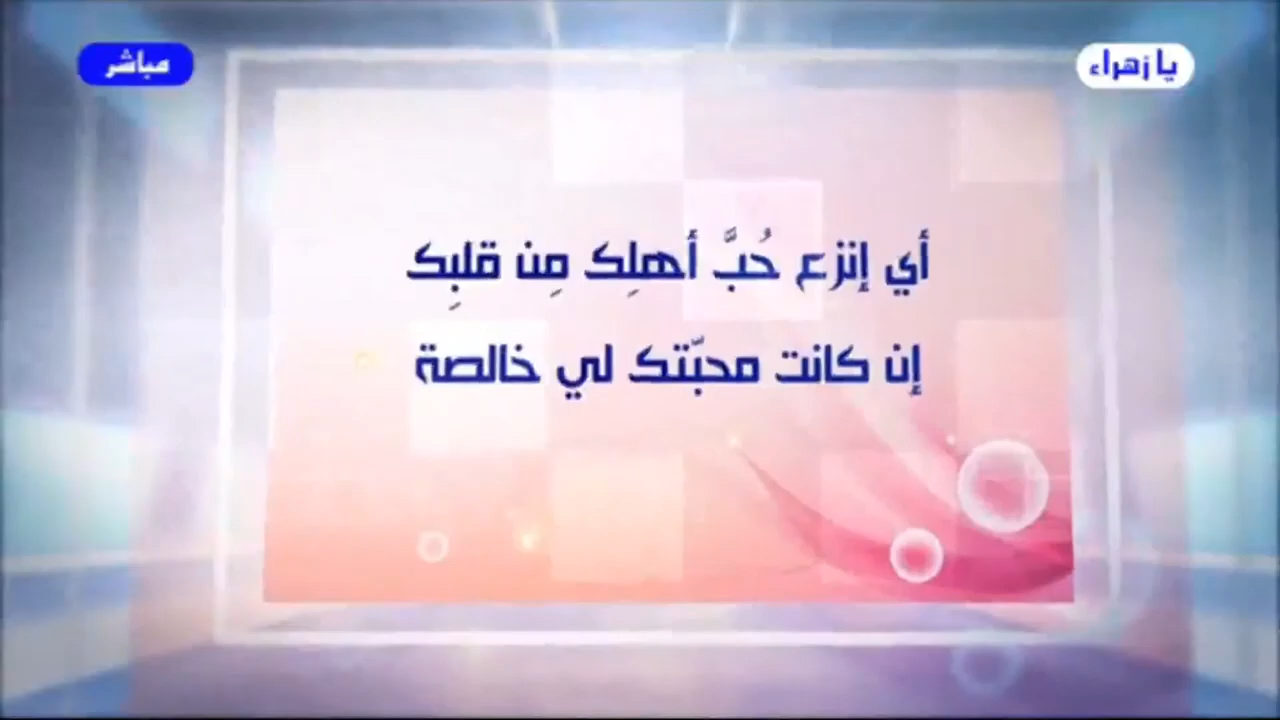 يا زهراء
مباشر
أي إنزع حُبَّ أهلِك مِن قلبِك
إن كانت محبّتك لي خالصة